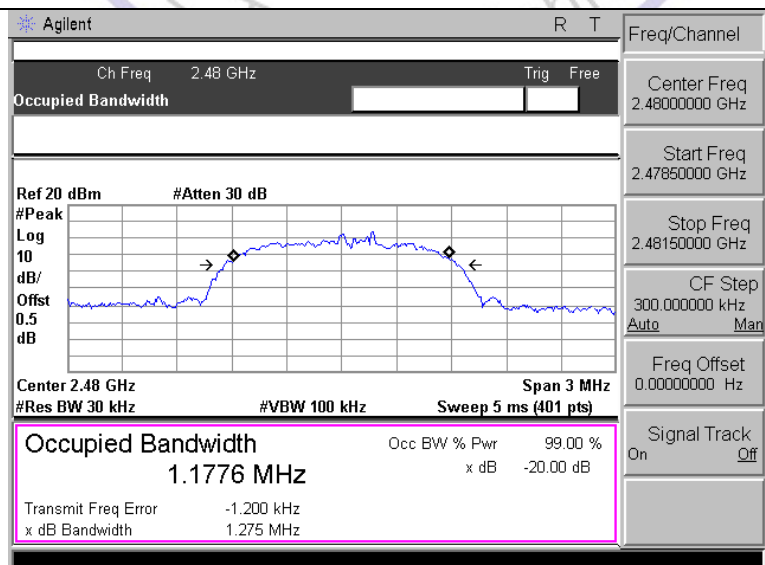 Agilent R T
Ch Freq 2.48 GHz Trig Free
Occupied Bandwidth
Ref 20 dBm #Atten 30 dB
#Peak
Log
10
dB/
Offst
0.5
dB
Center 2.48 GHz Span 3 MHz
#Res BW 30 kHz #VBW 100 kHz Sweep 5 ms (401 pts)
Occupied Bandwidth Occ BW % Pwr 99.00 %
1.1776 MHz x dB -20.00 dB
Transmit Freq Error -1.200 kHz
x dB Bandwidth 1.275 MHz
Freq/Channel
Center Freq
2.48000000 GHz
Start Freq
2.47850000 GHz
Stop Freq
2.48150000 GHz
CF Step
300.000000 kHz
Auto Man
Freq Offset
0.00000000 Hz
Signal Track
On Off